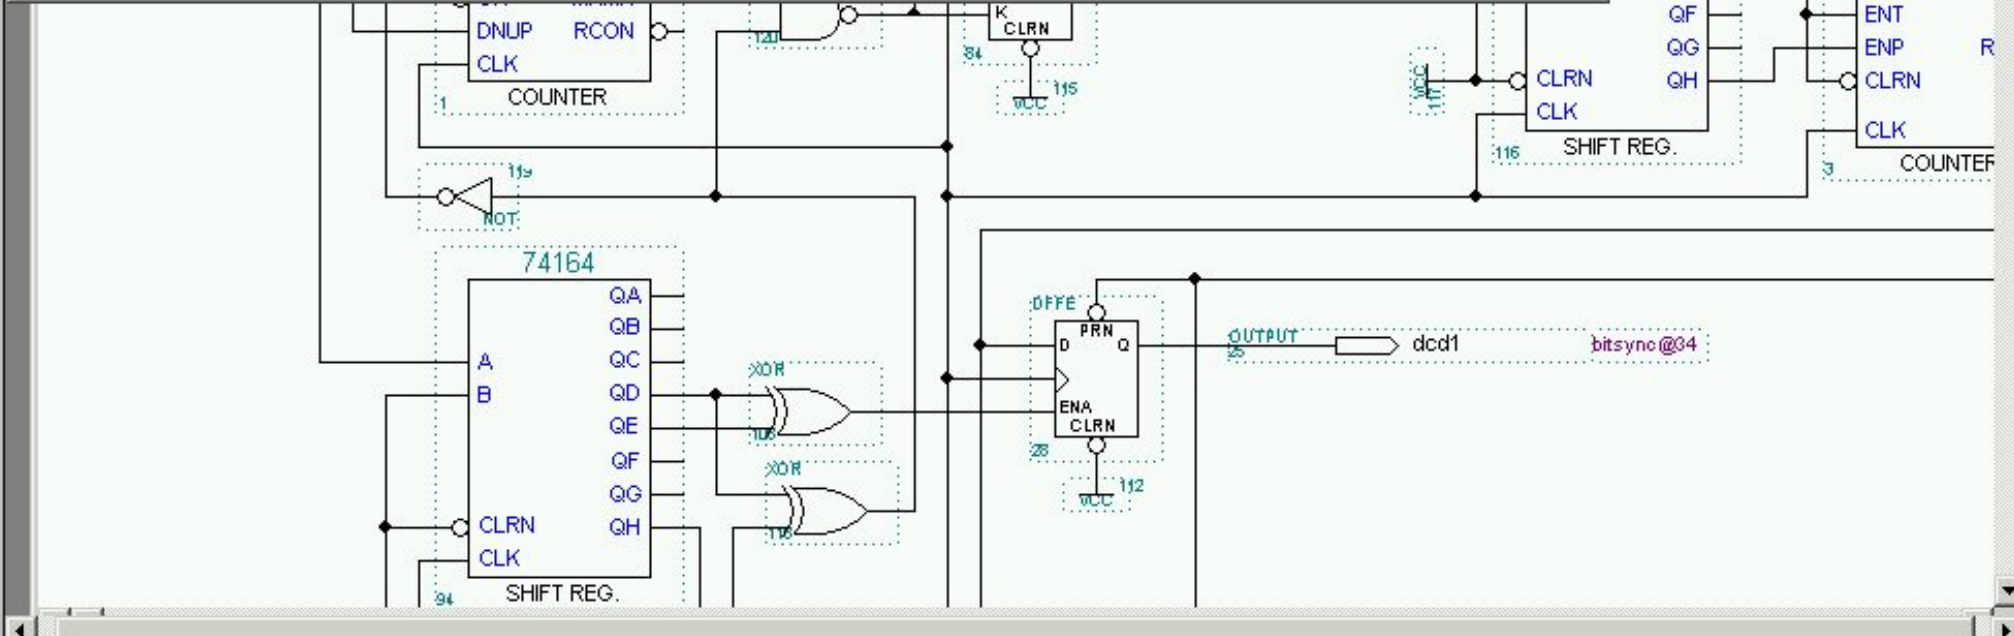 DNUP RCON
CLK
1
COUNTER
120
K
CLRN
84
115
VCC
VCC
117
QF
QG
CLRN QH
CLK
116
SHIFT REG.
ENT
ENP R
CLRN
CLK
3
COUNTER
119
NOT
74164
QA
QB
QC
A
QD
B
QE
QF
QG
CLRN QH
CLK
94
SHIFT REG.
XOR
XOR
DFFE
PRN
D Q
ENA
CLRN
28
112
VCC
OUTPUT
25
dcd1 bitsync@34